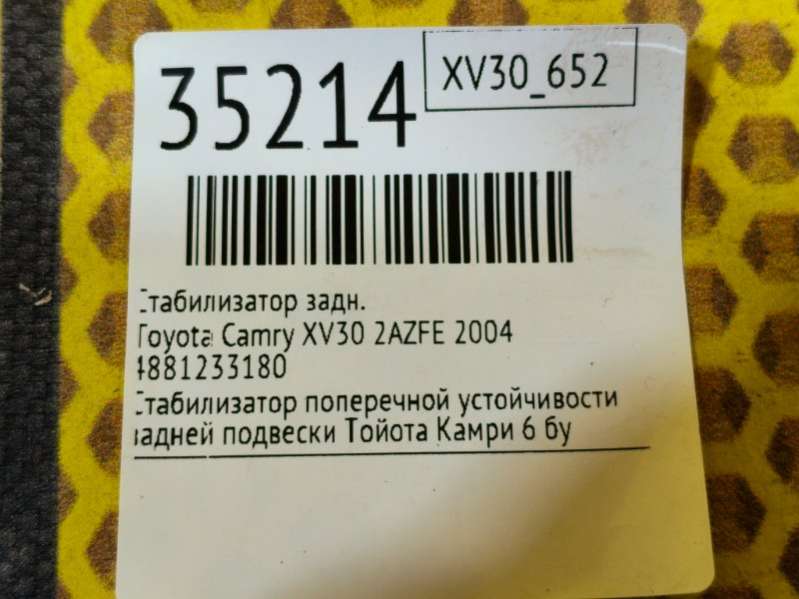 35214
XV30_652
Стабилизатор задн.
Toyota Camry XV30 2AZFE 2004
4881233180
Стабилизатор поперечной устойчивости
задней подвески Тойота Камри 6 бу